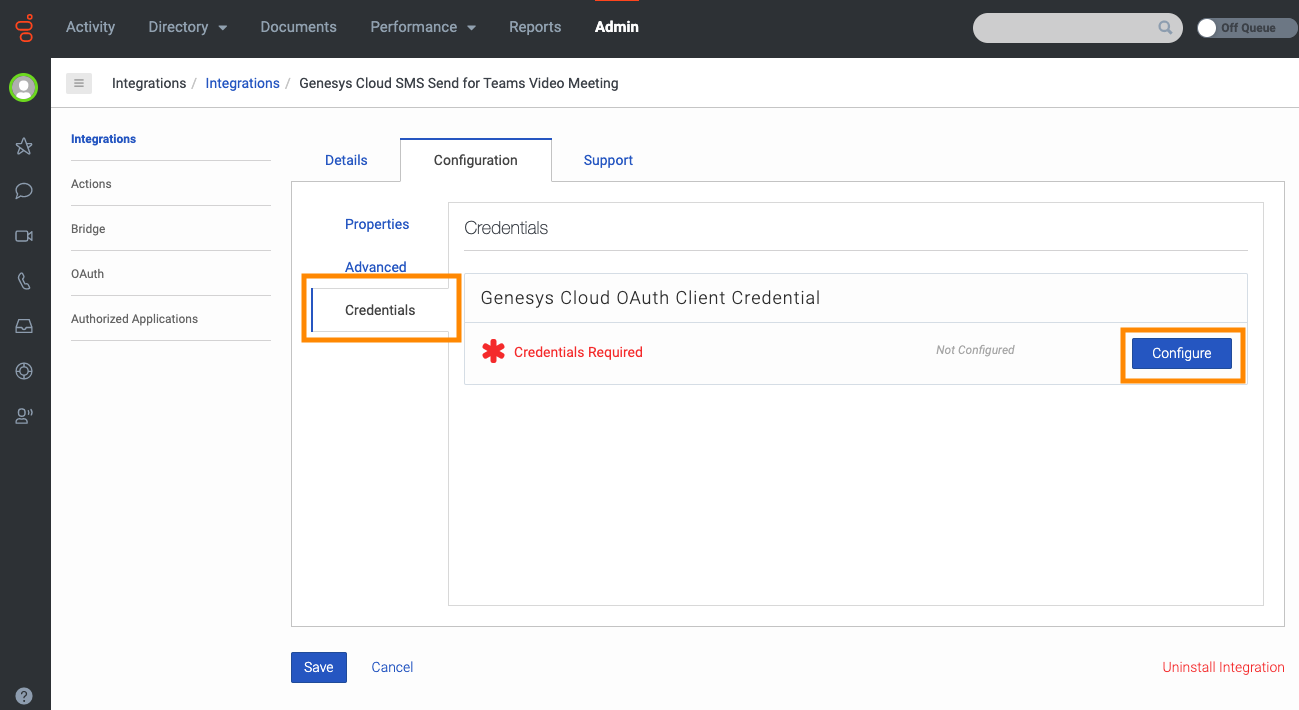 Activity Directory Documents Performance Reports Admin Off Queue
Integrations / Integrations / Genesys Cloud SMS Send for Teams Video Meeting
Integrations
Actions
Bridge
OAuth
Authorized Applications
Details Configuration Support
Properties
Advanced
Credentials
Credentials
Genesys Cloud OAuth Client Credential
Credentials Required Not Configured Configure
Save Cancel Uninstall Integration